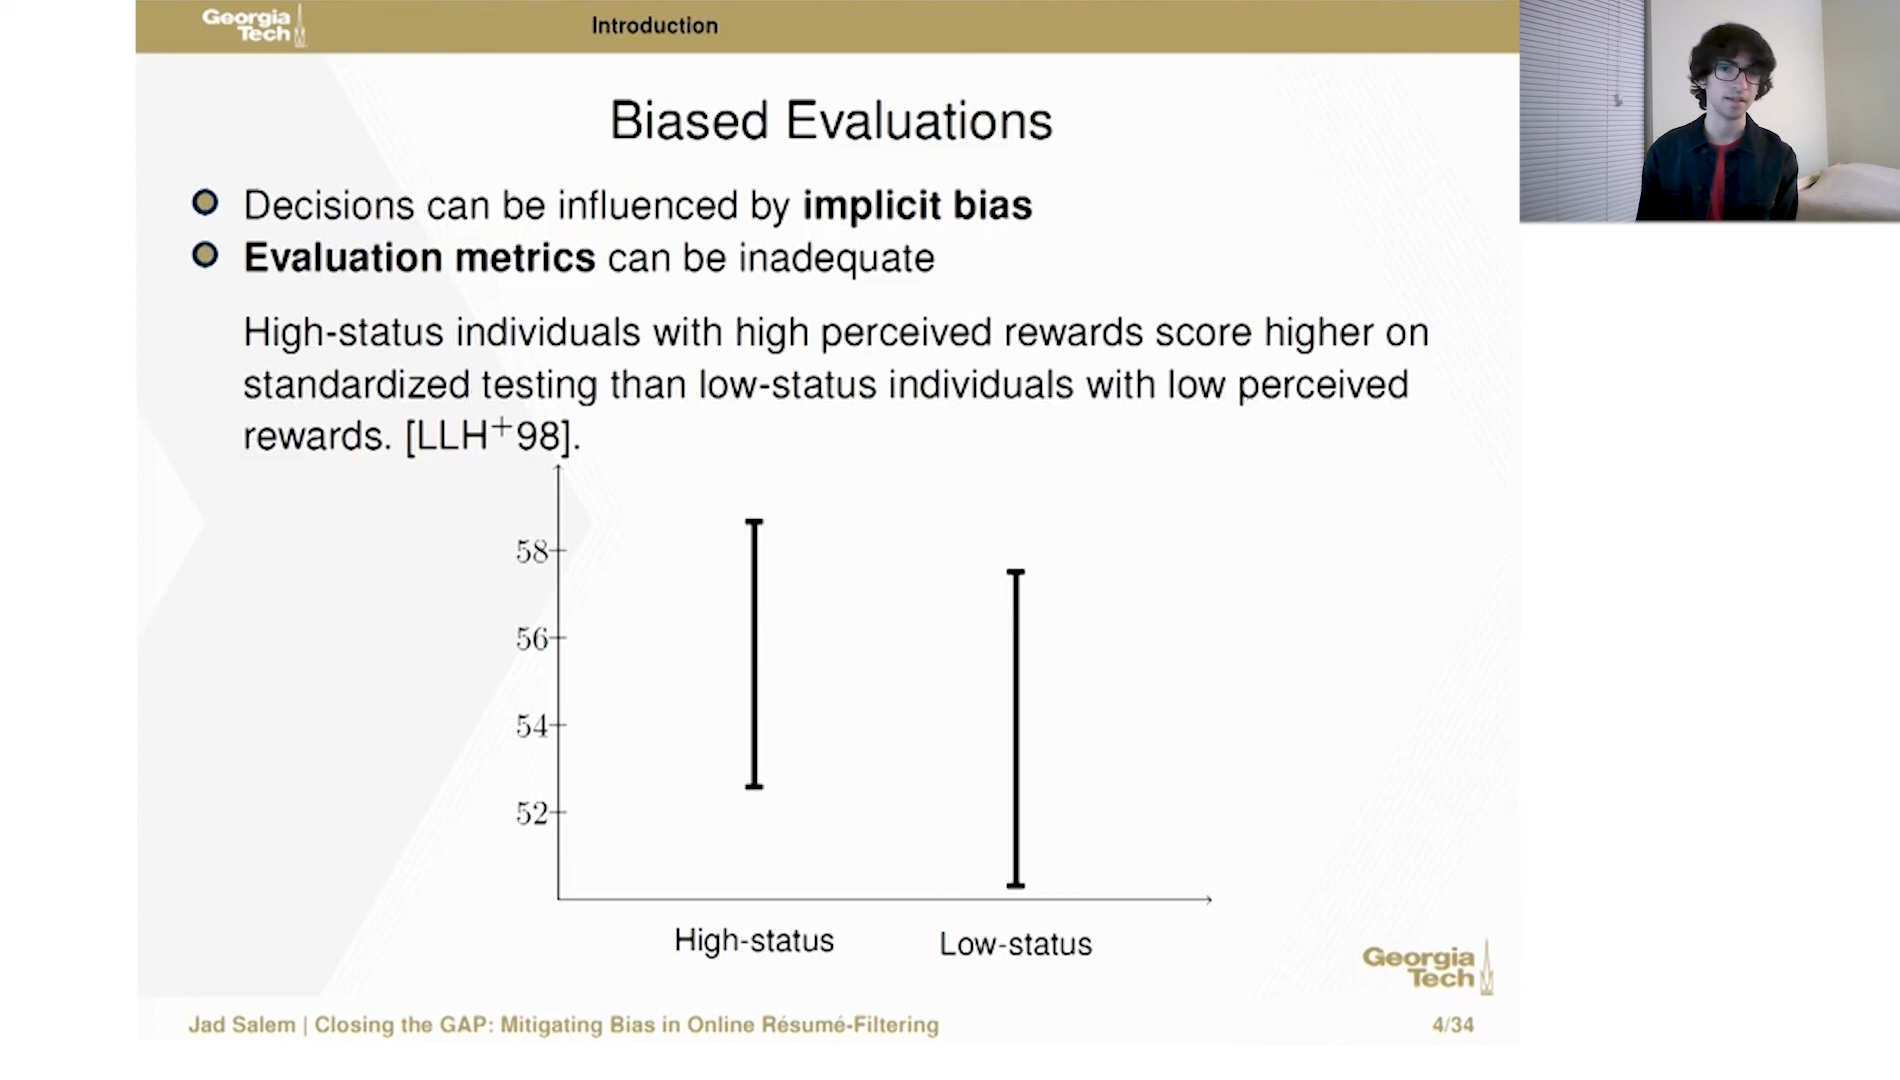 Georgia
Tech
Introduction
Biased Evaluations
Decisions can be influenced by implicit bias
Evaluation metrics can be inadequate
High-status individuals with high perceived rewards score higher on
standardized testing than low-status individuals with low perceived
rewards. [LLH+98].
58
56
54
52
High-status
Low-status
Georgia
Tech
Jad Salem | Closing the GAP: Mitigating Bias in Online Résumé-Filtering
4/34